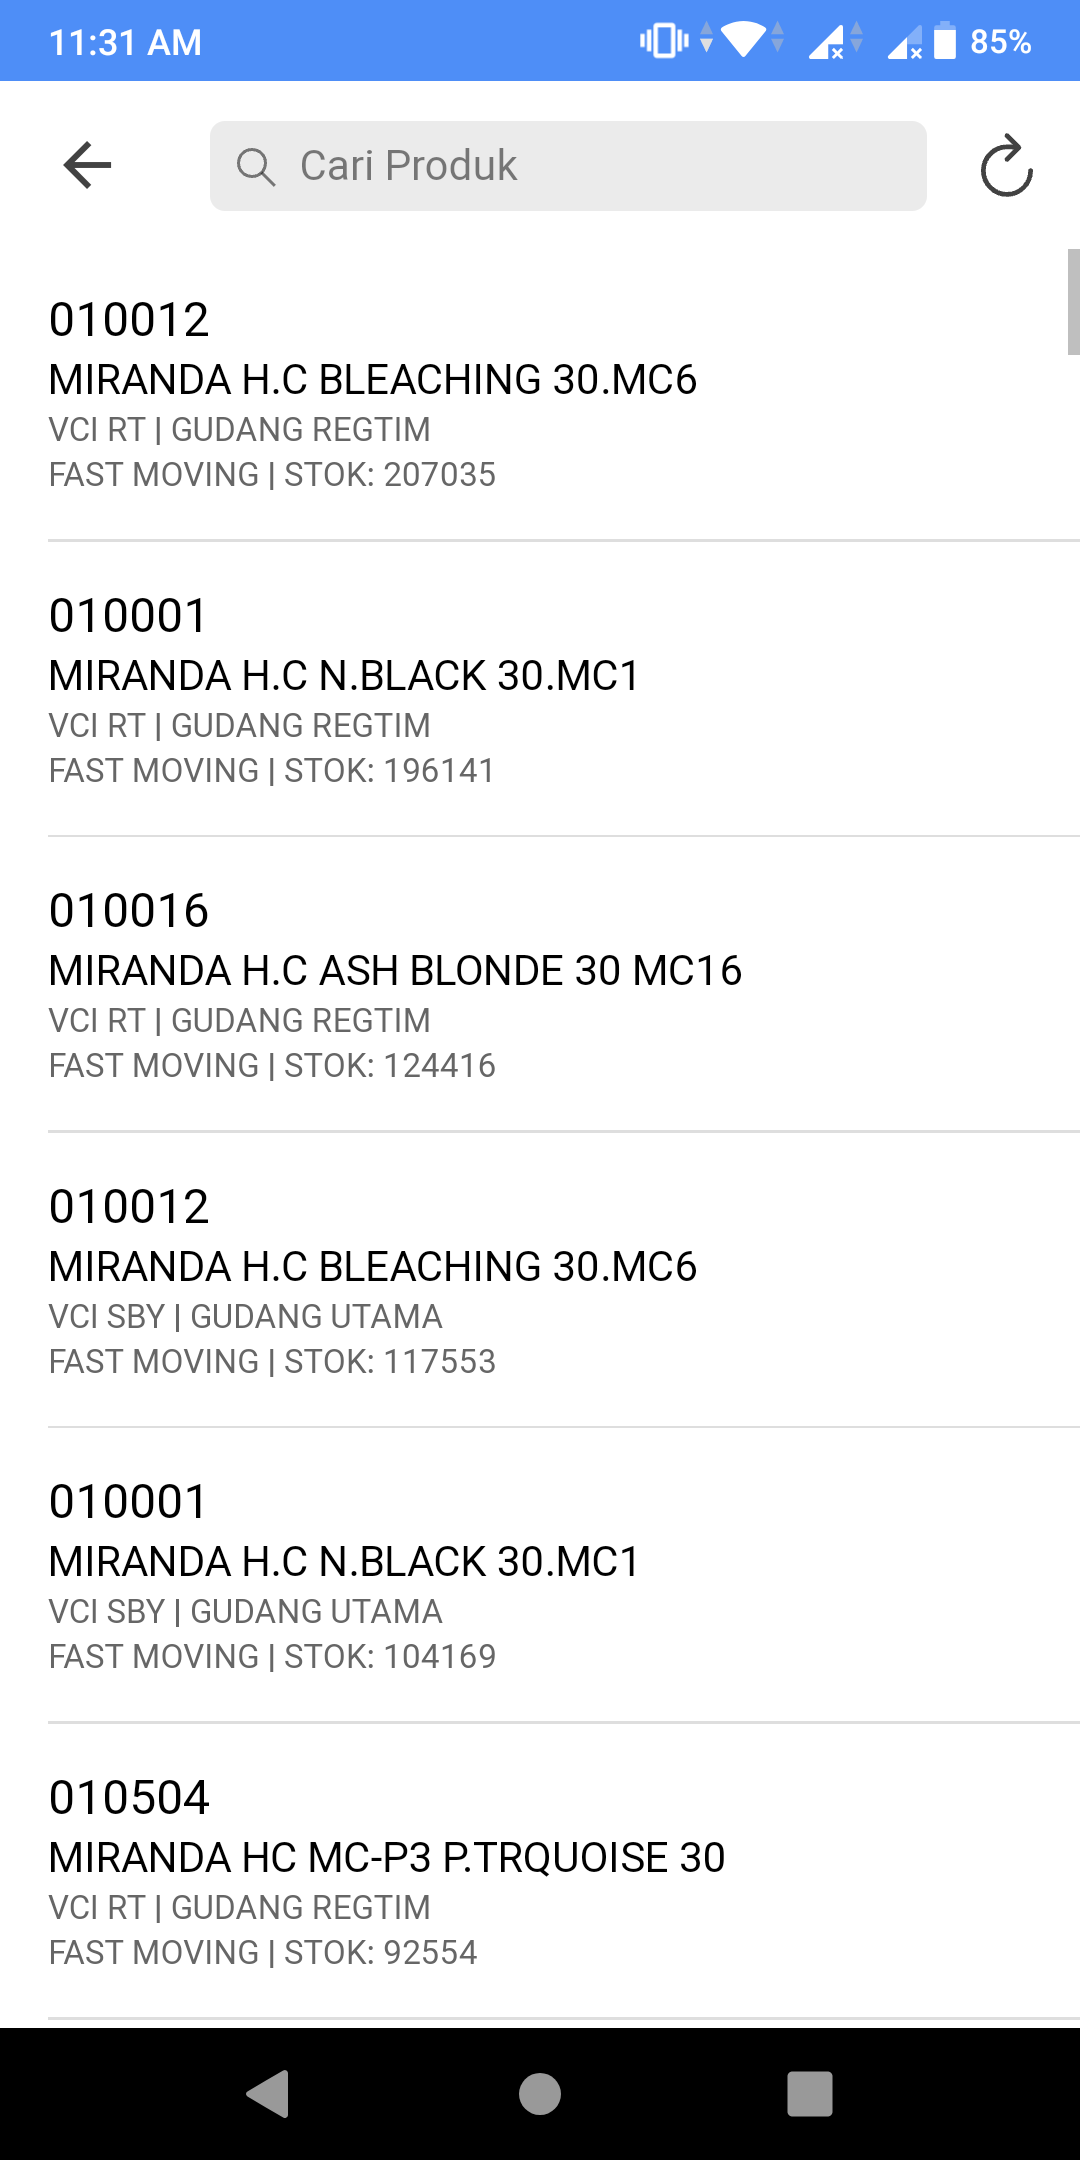 11:31 AM
85%
Cari Produk
010012
MIRANDA H.C BLEACHING 30.MC6
VCI RT | GUDANG REGTIM
FAST MOVING | STOK: 207035
010001
MIRANDA H.C N.BLACK 30.MC1
VCI RT | GUDANG REGTIM
FAST MOVING | STOK: 196141
010016
MIRANDA H.C ASH BLONDE 30 MC16
VCI RT | GUDANG REGTIM
FAST MOVING | STOK: 124416
010012
MIRANDA H.C BLEACHING 30.MC6
VCI SBY | GUDANG UTAMA
FAST MOVING | STOK: 117553
010001
MIRANDA H.C N.BLACK 30.MC1
VCI SBY | GUDANG UTAMA
FAST MOVING | STOK: 104169
010504
MIRANDA HC MC-P3 P.TRQUOISE 30
VCI RT | GUDANG REGTIM
FAST MOVING | STOK: 92554